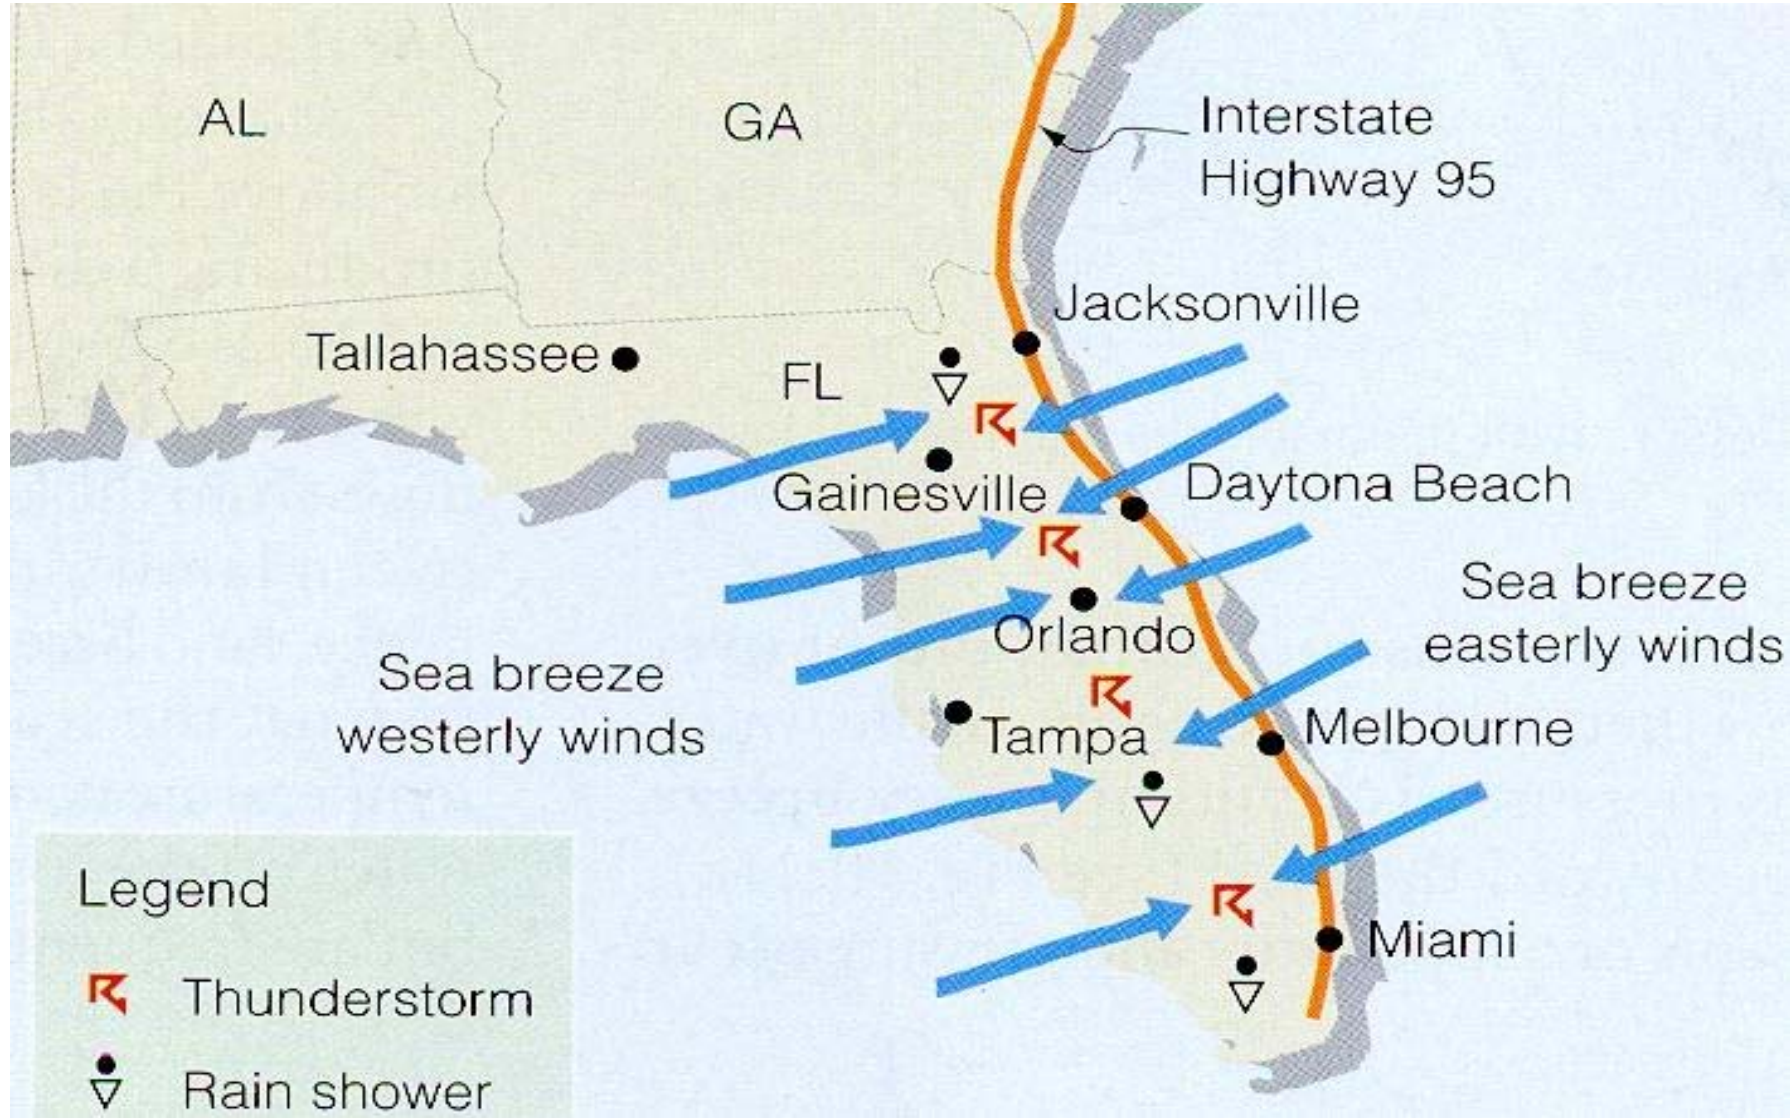 AL
GA
Interstate
Highway 95
Jacksonville
Tallahassee
FL
Gainesville
Daytona Beach
Orlando
Sea breeze
easterly winds
Sea breeze
westerly winds
Tampa
Melbourne
Miami
Legend
Thunderstorm
Rain shower